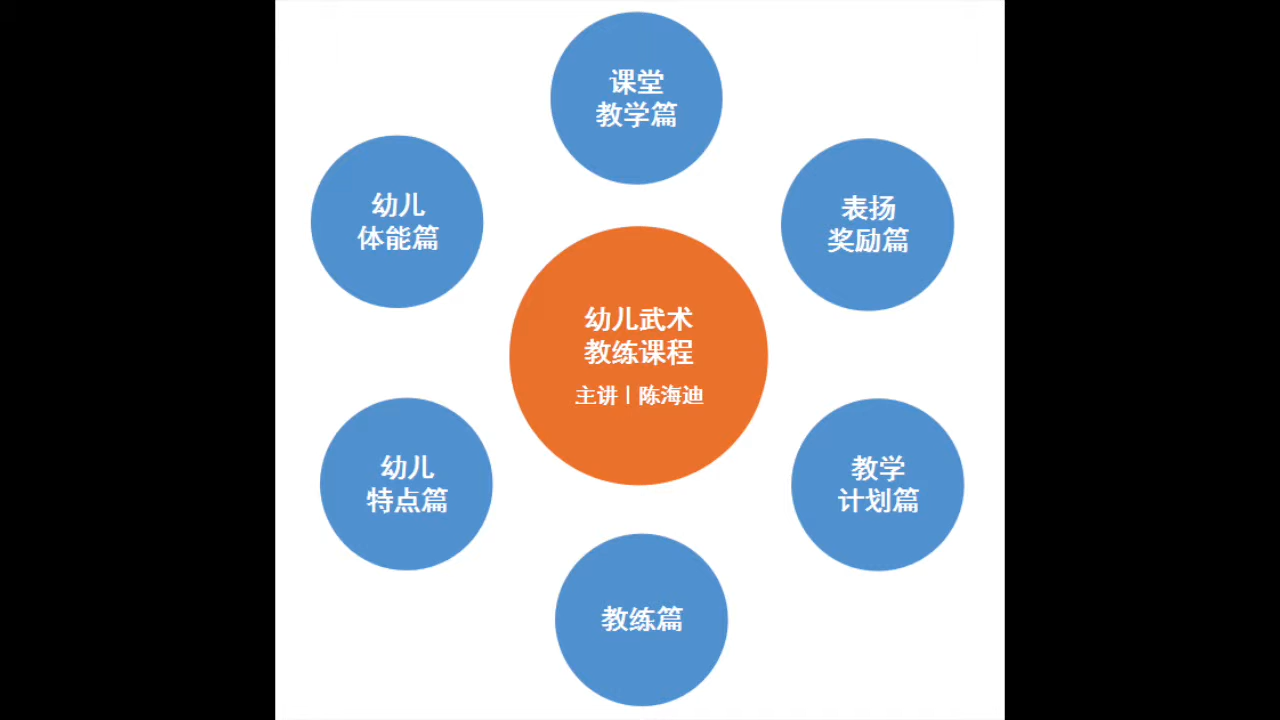 课堂
教学篇
幼儿
体能篇
表扬
奖励篇
幼儿武术
教练课程
主讲丨陈海迪
幼儿
特点篇
教学
计划篇
教练篇